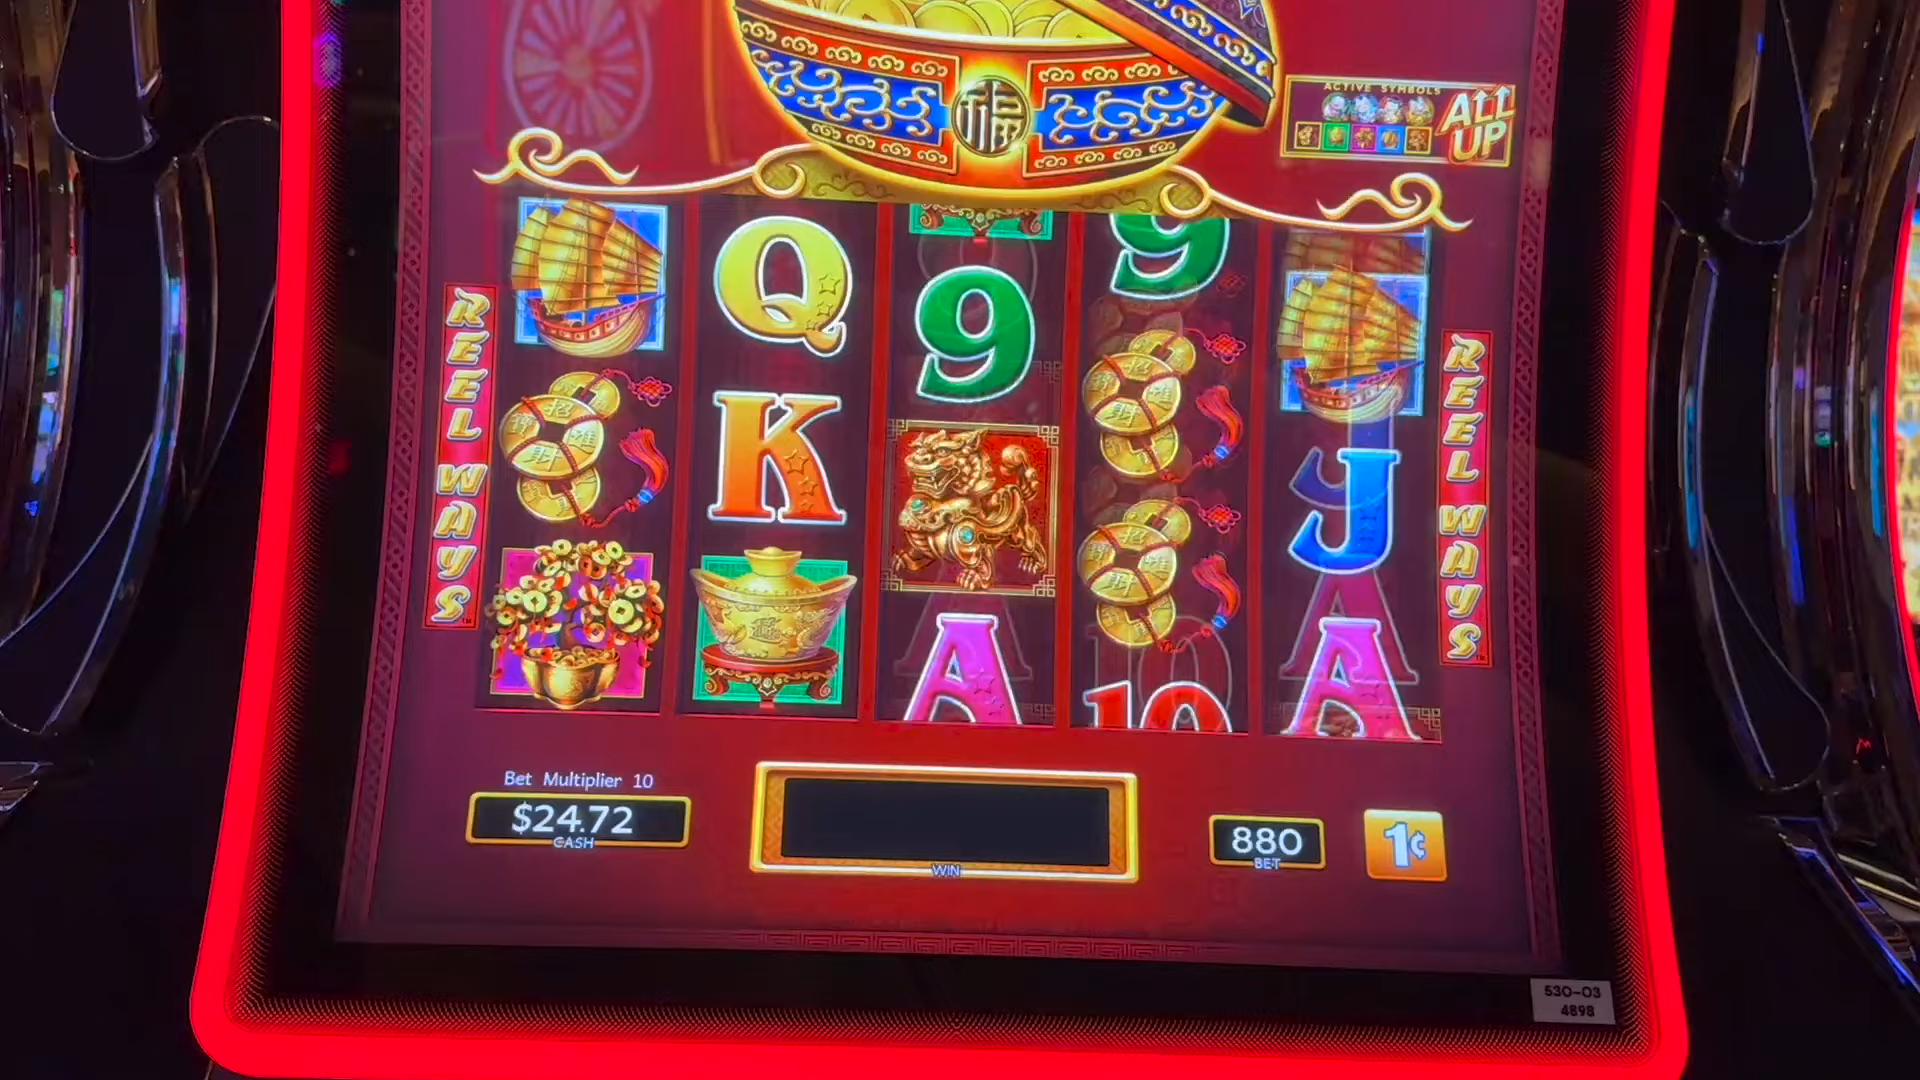 福
ACTIVE SYMBOLS
ALL
UP
Q
9
9
REEL WAYS
REEL WAYS
K
J
A
10
A
Bet Multiplier 10
$24.72
CASH
WIN
880
BET
1¢
530-03
4898